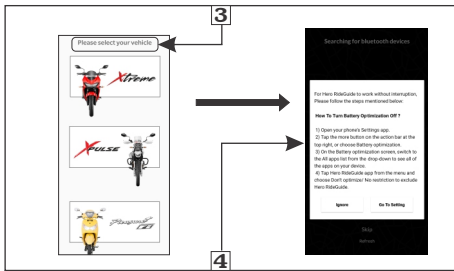 3
Please select your vehicle
Xtreme
XPULSE
Searching for bluetooth devices
For Hero RideGuide to work without interruption,
Please follow the steps mentioned below
How To Turn Battery Optimization Off ?
1) Open your phone's Settings app.
2) Tap the more button on the action bar at the
top right, or choose Battery optimization.
3) On the Battery optimization screen, switch to
the All apps list from the drop-down to see all of
the apps on your device.
4) Tap Hero RideGuide app from the menu and
choose Don't optimize/ No restriction to exclude
Hero RideGuide.
Ignore
Go To Setting
Skip
Refresh
4